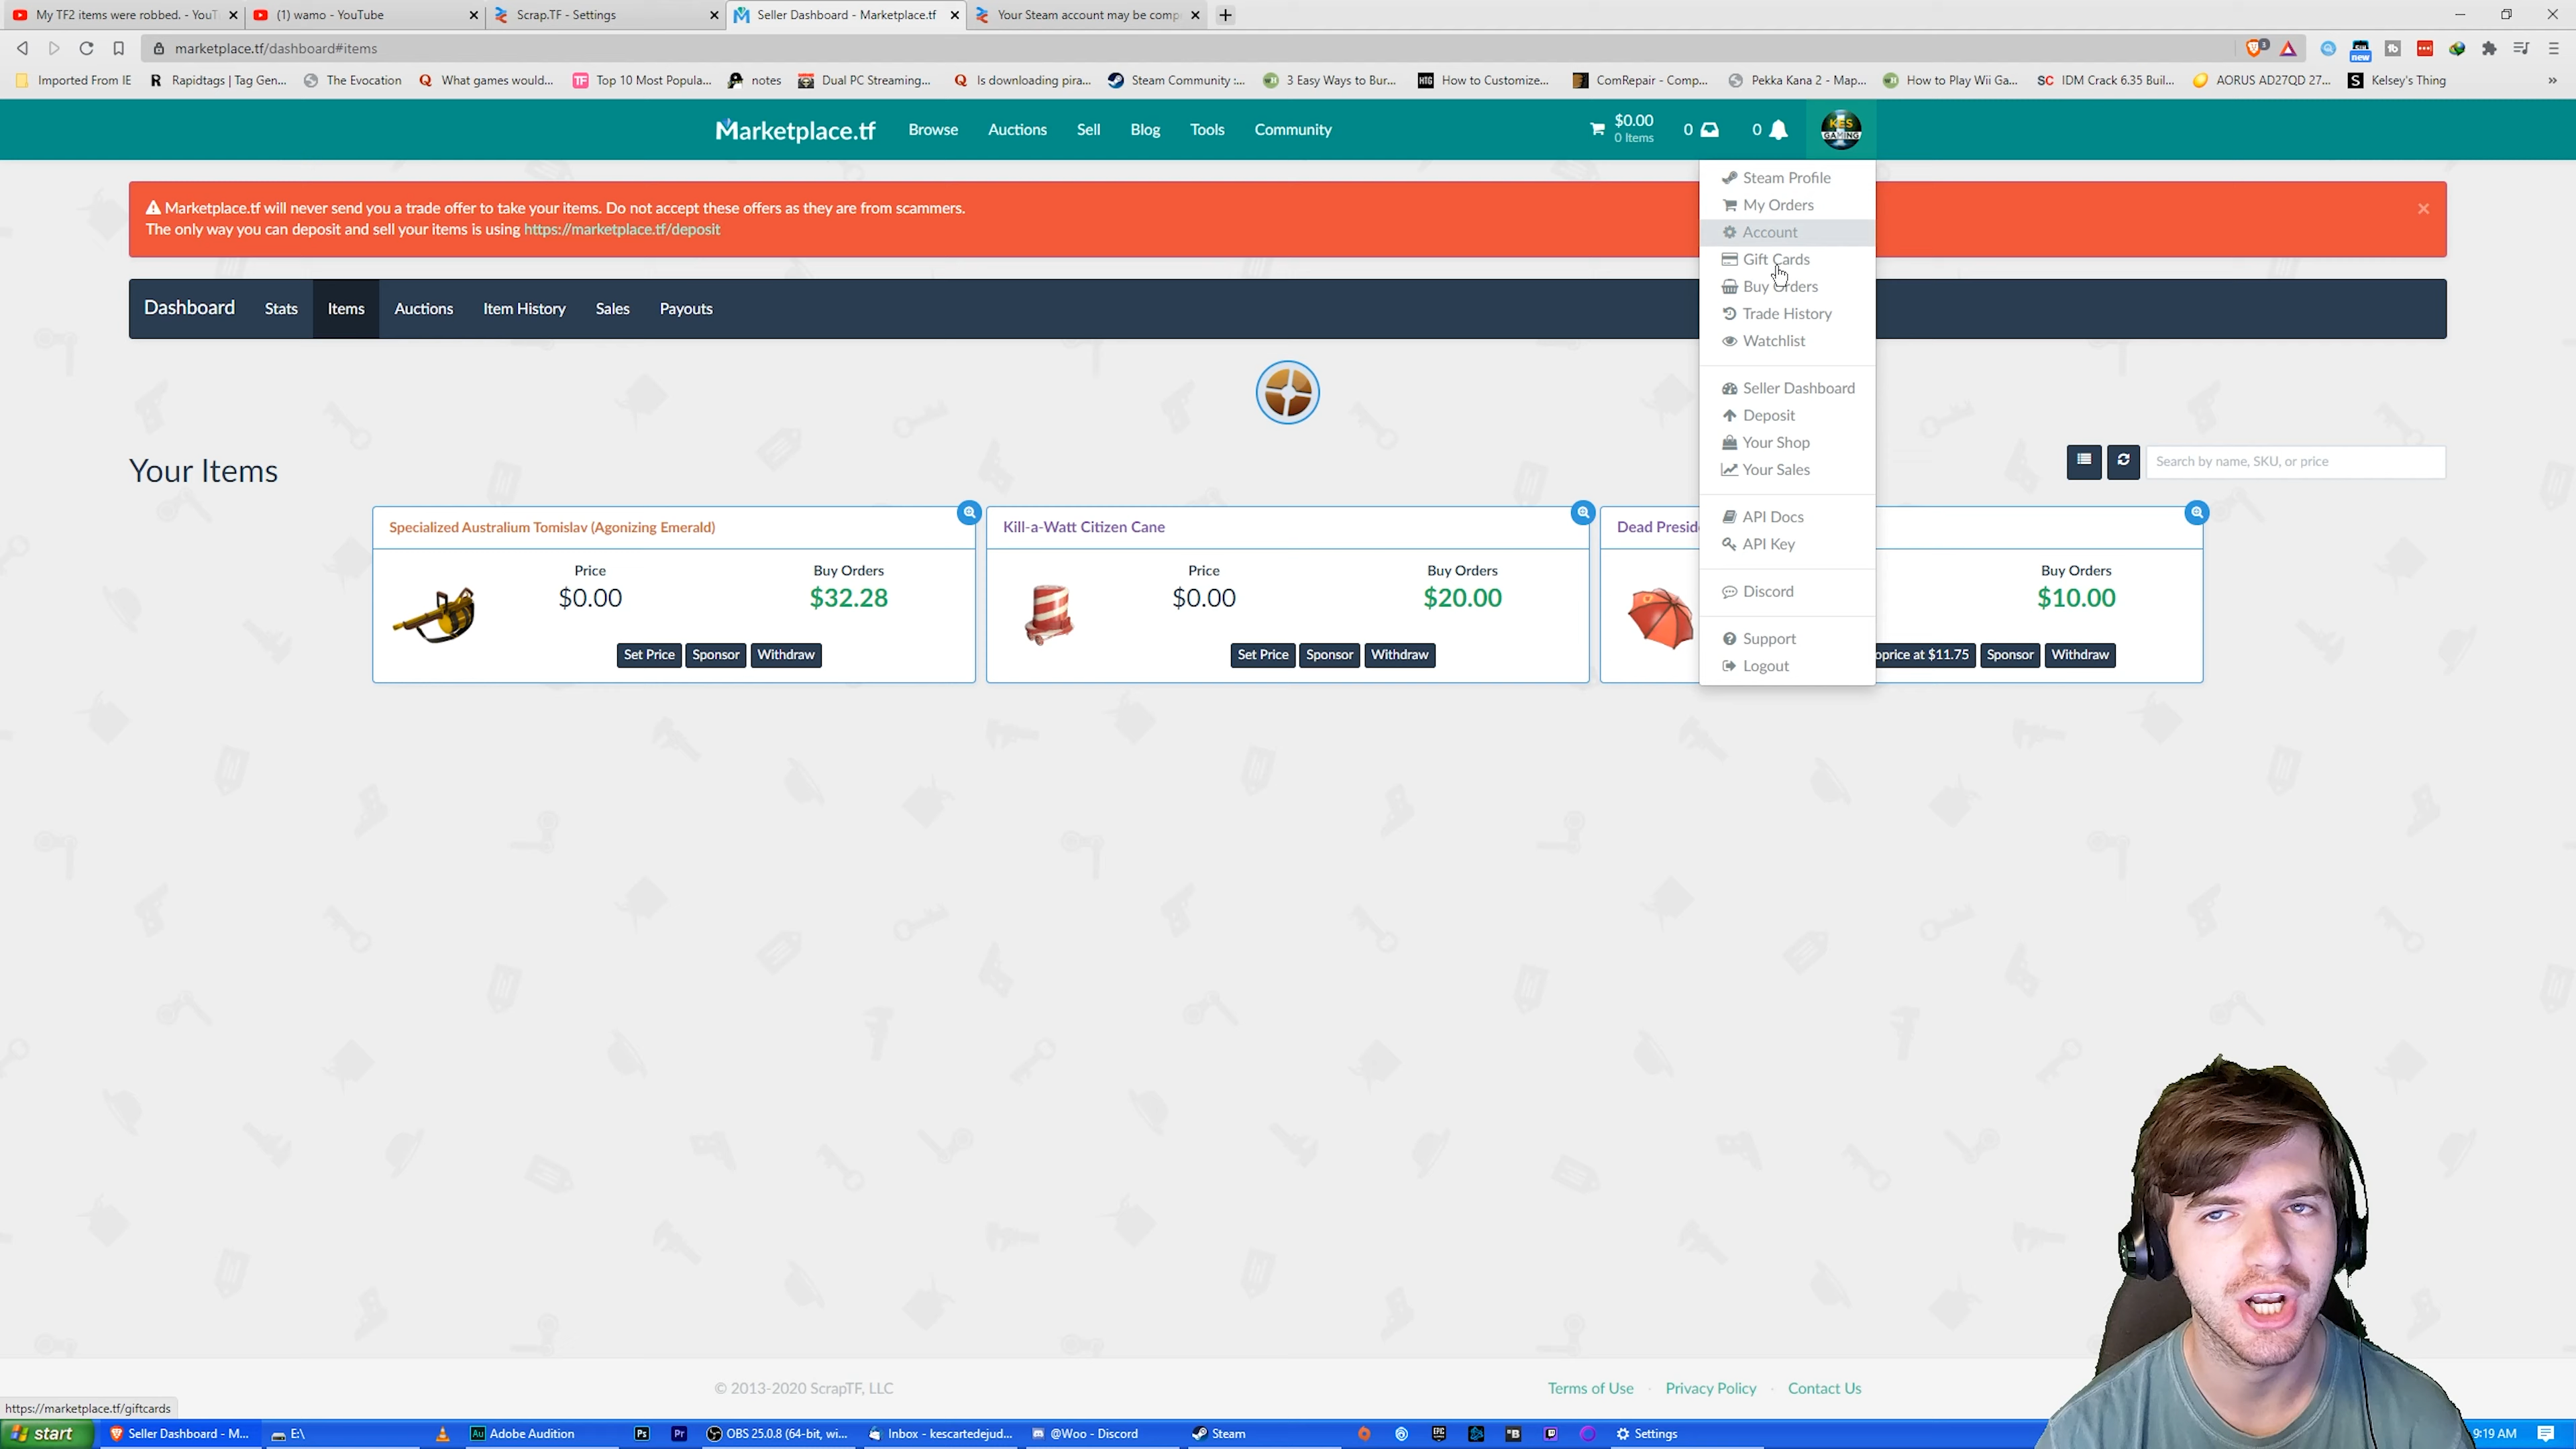 My TF2 items were robbed. - YouT
(1) wamo - YouTube
Scrap.TF - Settings
Seller Dashboard - Marketplace.tf
Your Steam account may be comp
marketplace.tf/dashboard#items
Imported From IE
Rapidtags | Tag Gen...
The Evocation
What games would...
Top 10 Most Popula...
notes
Dual PC Streaming...
Is downloading pira...
Steam Community :...
3 Easy Ways to Bur...
How to Customize...
ComRepair - Comp...
Pekka Kana 2 - Map...
How to Play Wii Ga...
IDM Crack 6.35 Buil...
AORUS AD27QD 27...
Kelsey's Thing
»
Marketplace.tf
Browse
Auctions
Sell
Blog
Tools
Community
$0.00
0 Items
0
0
KES
GAMING
Marketplace.tf will never send you a trade offer to take your items. Do not accept these offers as they are from scammers.
The only way you can deposit and sell your items is using https://marketplace.tf/deposit
Steam Profile
My Orders
Account
Gift Cards
Buy Orders
Trade History
Watchlist
Seller Dashboard
Deposit
Your Shop
Your Sales
API Docs
API Key
Discord
Support
Logout
Dashboard
Stats
Items
Auctions
Item History
Sales
Payouts
Your Items
Search by name, SKU, or price
Specialized Australium Tomislav (Agonizing Emerald)
Price
$0.00
Buy Orders
$32.28
Set Price
Sponsor
Withdraw
Kill-a-Watt Citizen Cane
Price
$0.00
Buy Orders
$20.00
Set Price
Sponsor
Withdraw
Dead Presid
Buy Orders
$10.00
oprice at $11.75
Sponsor
Withdraw
© 2013-2020 ScrapTF, LLC
Terms of Use
Privacy Policy
Contact Us
https://marketplace.tf/giftcards
start
Seller Dashboard - M...
E:\
Au
Adobe Audition
Ps
Pr
OBS 25.0.8 (64-bit, wi...
Inbox - kescartedejud...
@Woo - Discord
Steam
EPIC
Settings
9:19 AM